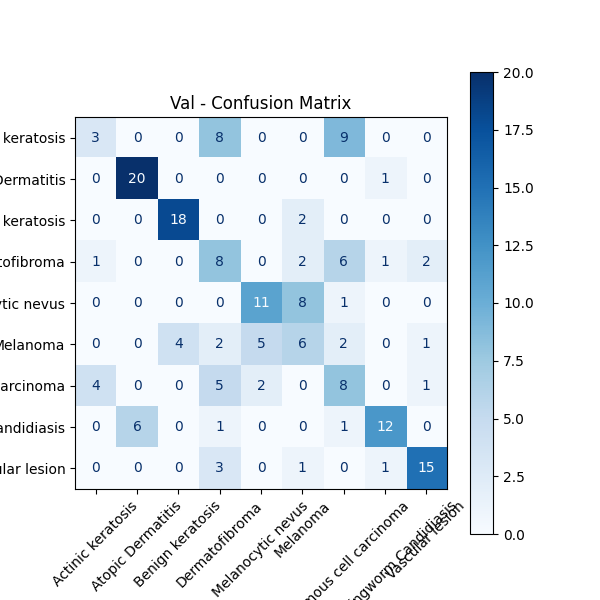 Val - Confusion Matrix
keratosis 3 0 0 8 0 0 9 0 0
Dermatitis 0 20 0 0 0 0 0 1 0
keratosis 0 0 18 0 0 2 0 0 0
tofibroma 1 0 0 8 0 2 6 1 2
ytic nevus 0 0 0 0 11 8 1 0 0
Melanoma 0 0 4 2 5 6 2 0 1
arcinoma 4 0 0 5 2 0 8 0 1
andidiasis 0 6 0 1 0 0 1 12 0
ular lesion 0 0 0 3 0 1 0 1 15
Actinic keratosis
Atopic Dermatitis
Benign keratosis
Dermatofibroma
Melanocytic nevus
Melanoma
mous cell carcinoma
ngworm Candidiasis
Vascular lesion
20.0
17.5
15.0
12.5
10.0
7.5
5.0
2.5
0.0